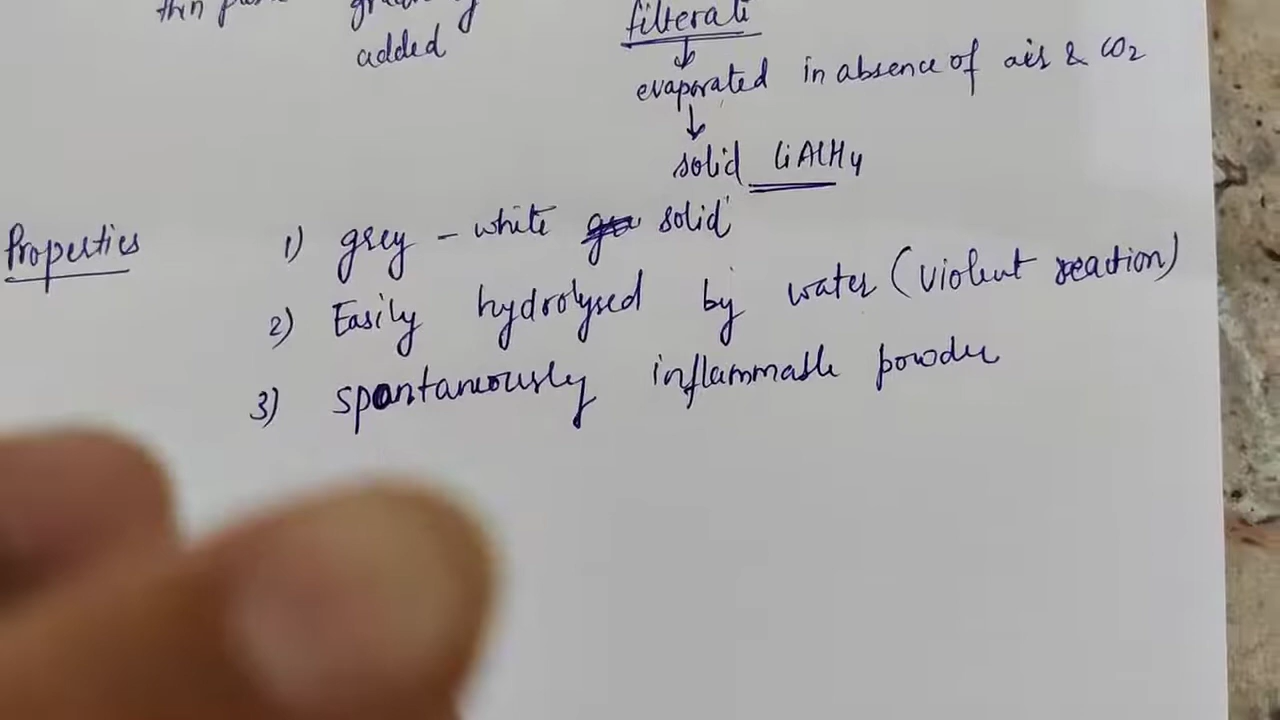 added
filterati
↓
evaporated in absence of air & CO2
↓
solid LiAlH4
Properties
1) grey - white solid
2) Easily hydrolysed by water (violent reaction)
3) spontaneously inflammable powder